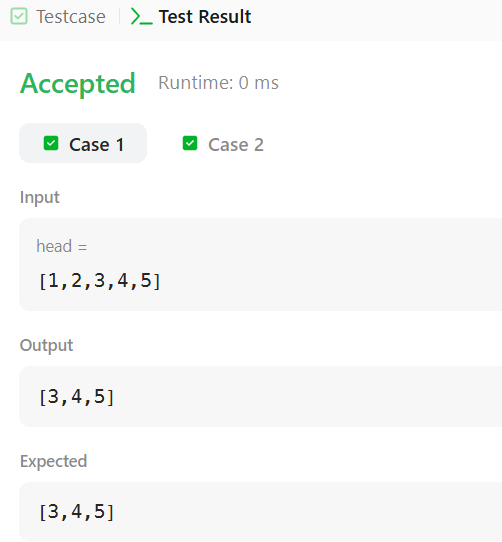 Testcase
Test Result
Accepted
Runtime: 0 ms
Case 1
Case 2
Input
head =
[1,2,3,4,5]
Output
[3,4,5]
Expected
[3,4,5]